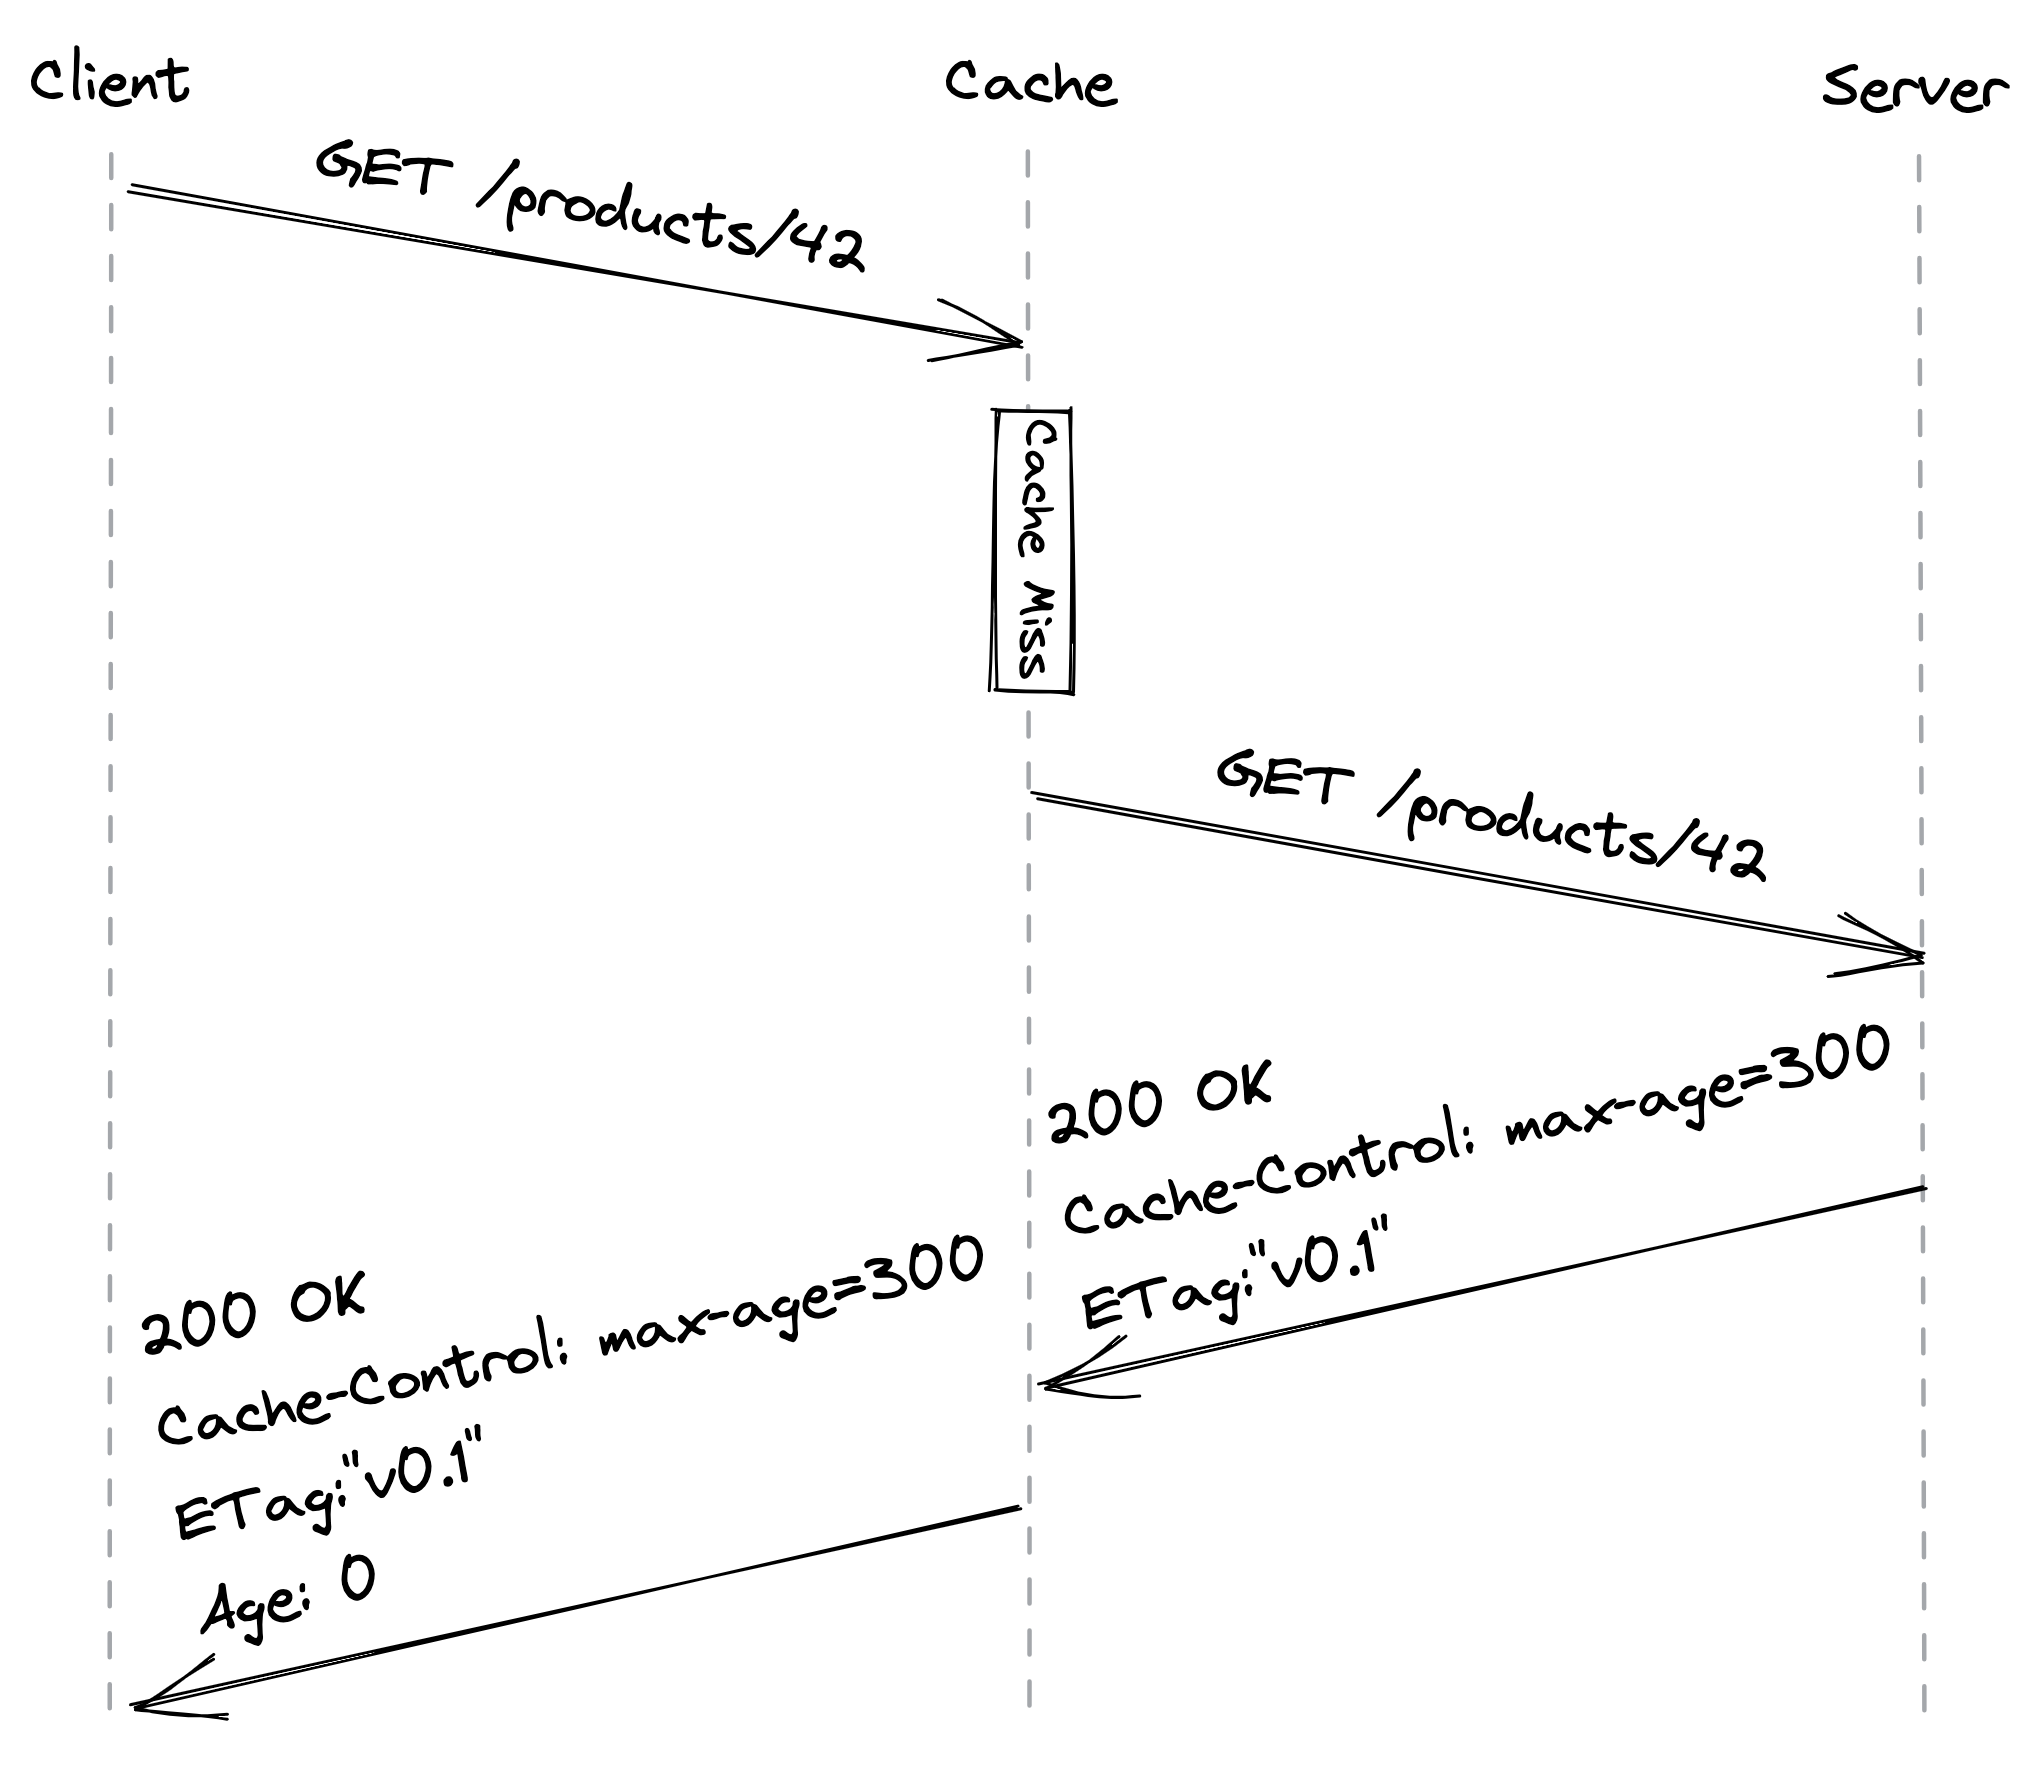 Client
Cache
Server
GET /products/42
Cache Miss
GET /products/42
200 OK
Cache-Control: max-age=300
ETag:"v0.1"
200 OK
Cache-Control: max-age=300
ETag:"v0.1"
Age: 0